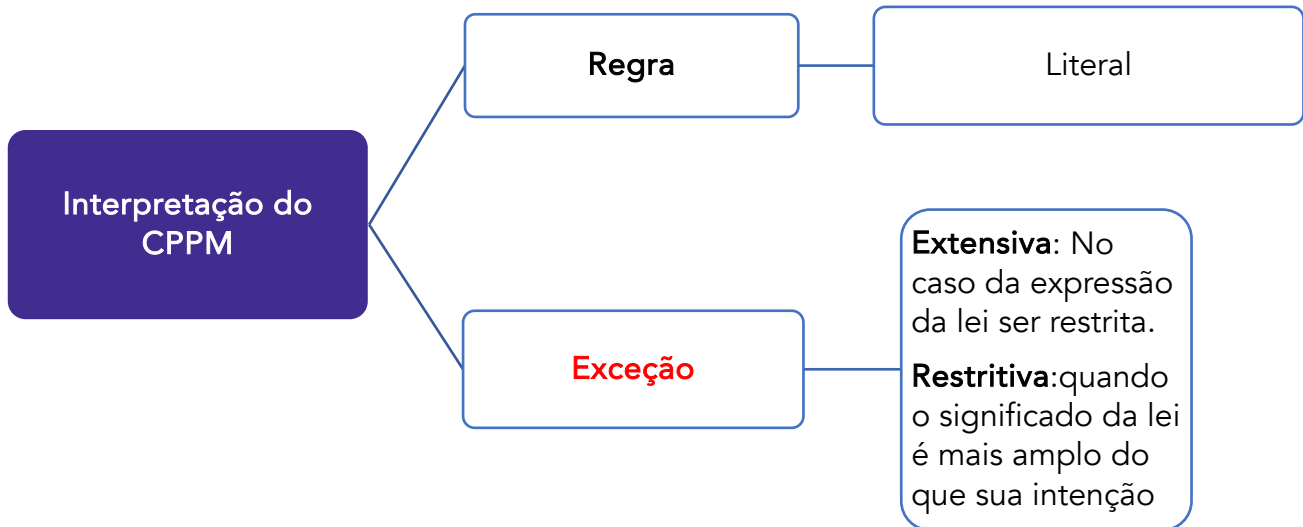 Regra
Literal
Interpretação do
CPPM
Exceção
Extensiva: No
caso da expressão
da lei ser restrita.
Restritiva:quando
o significado da lei
é mais amplo do
que sua intenção